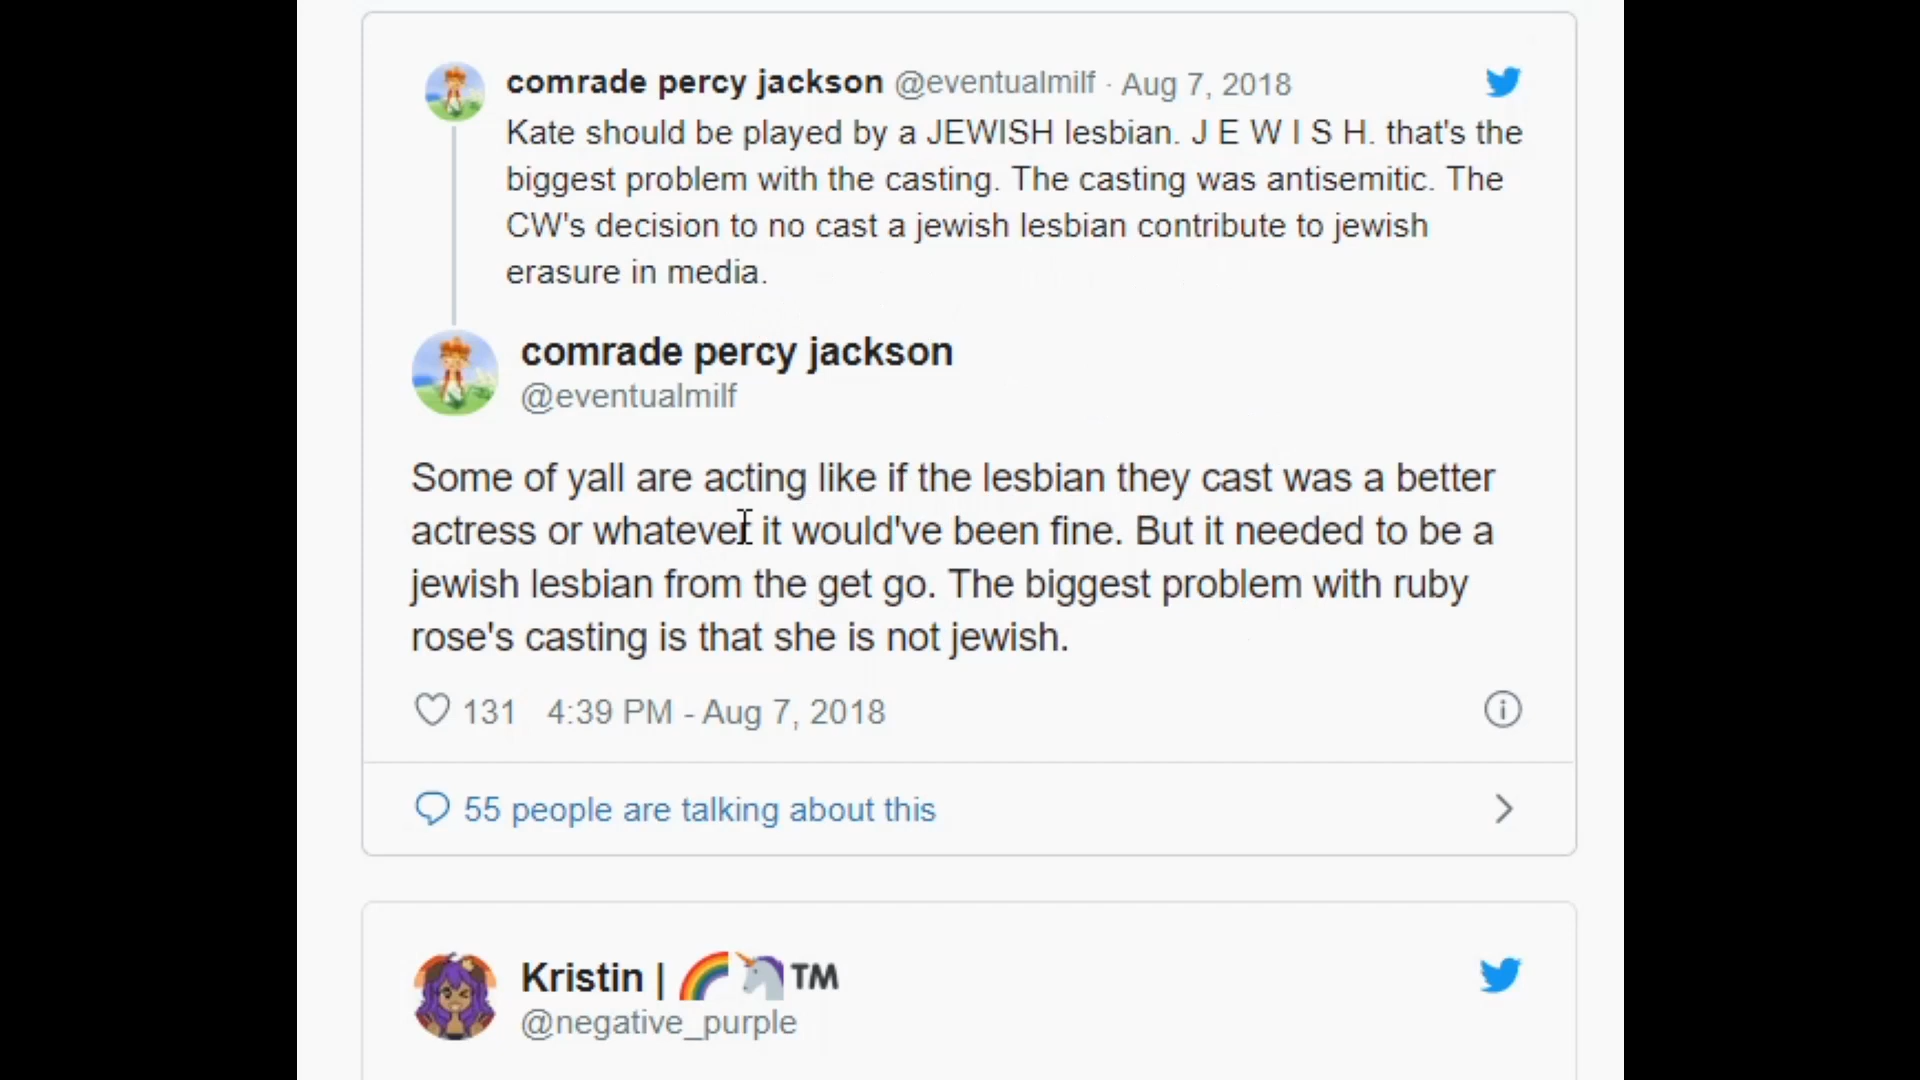 comrade percy jackson @eventualmilf · Aug 7, 2018
Kate should be played by a JEWISH lesbian. J E W I S H. that's the
biggest problem with the casting. The casting was antisemitic. The
CW's decision to no cast a jewish lesbian contribute to jewish
erasure in media.
comrade percy jackson
@eventualmilf
Some of yall are acting like if the lesbian they cast was a better
actress or whatever it would've been fine. But it needed to be a
jewish lesbian from the get go. The biggest problem with ruby
rose's casting is that she is not jewish.
131 4:39 PM - Aug 7, 2018
55 people are talking about this
Kristin | 🌈🦄™
@negative_purple